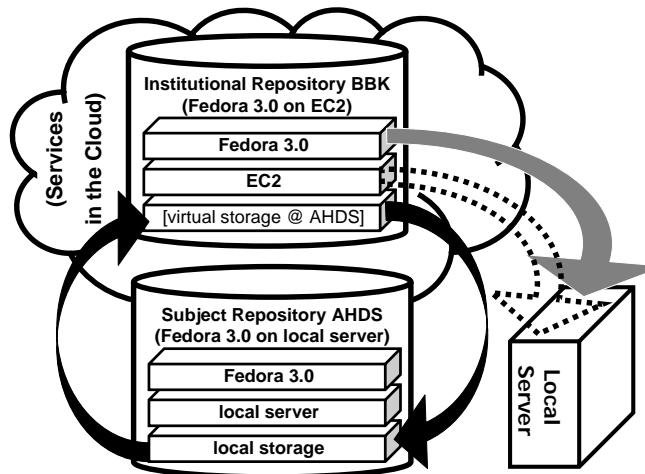 Institutional Repository BBK
(Fedora 3.0 on EC2)
Fedora 3.0
EC2
[virtual storage @ AHDS]
(Services
in the Cloud)
Subject Repository AHDS
(Fedora 3.0 on local server)
Fedora 3.0
local server
local storage
Local
Server